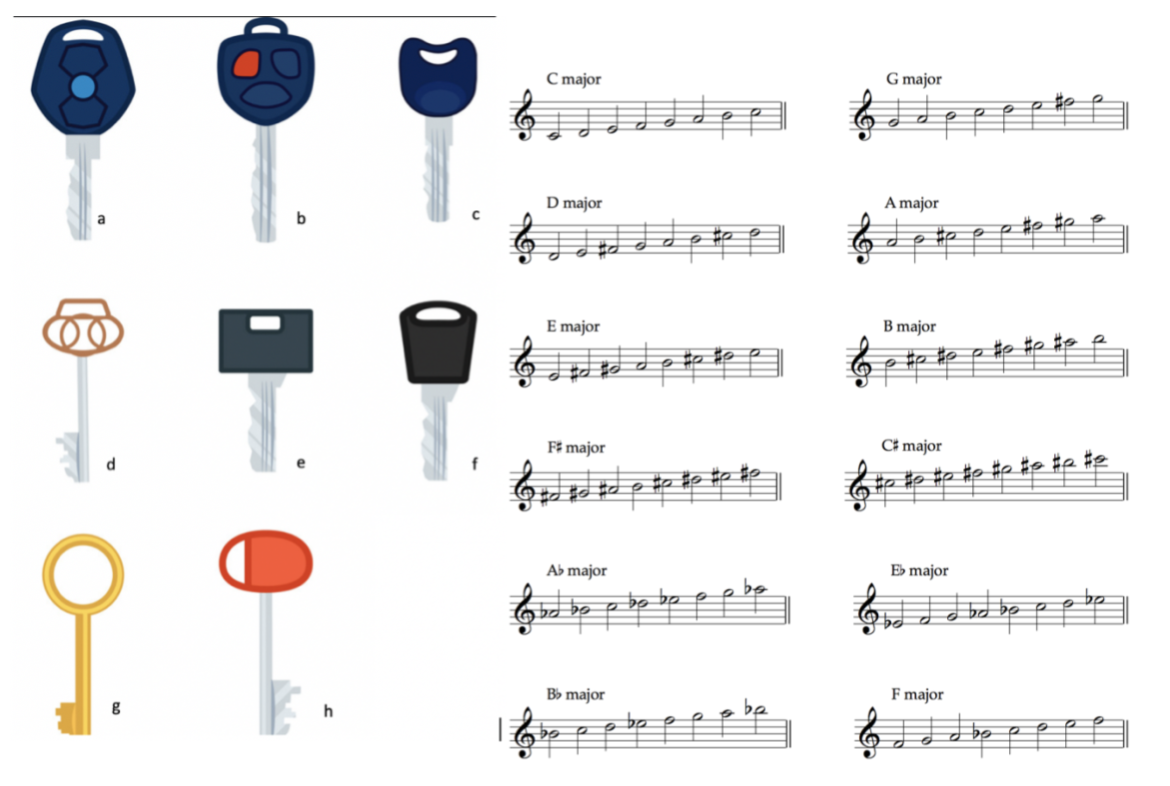 a
b
c
d
e
f
g
h
C major
G major
D major
A major
E major
B major
F♯ major
C♯ major
A♭ major
E♭ major
B♭ major
F major